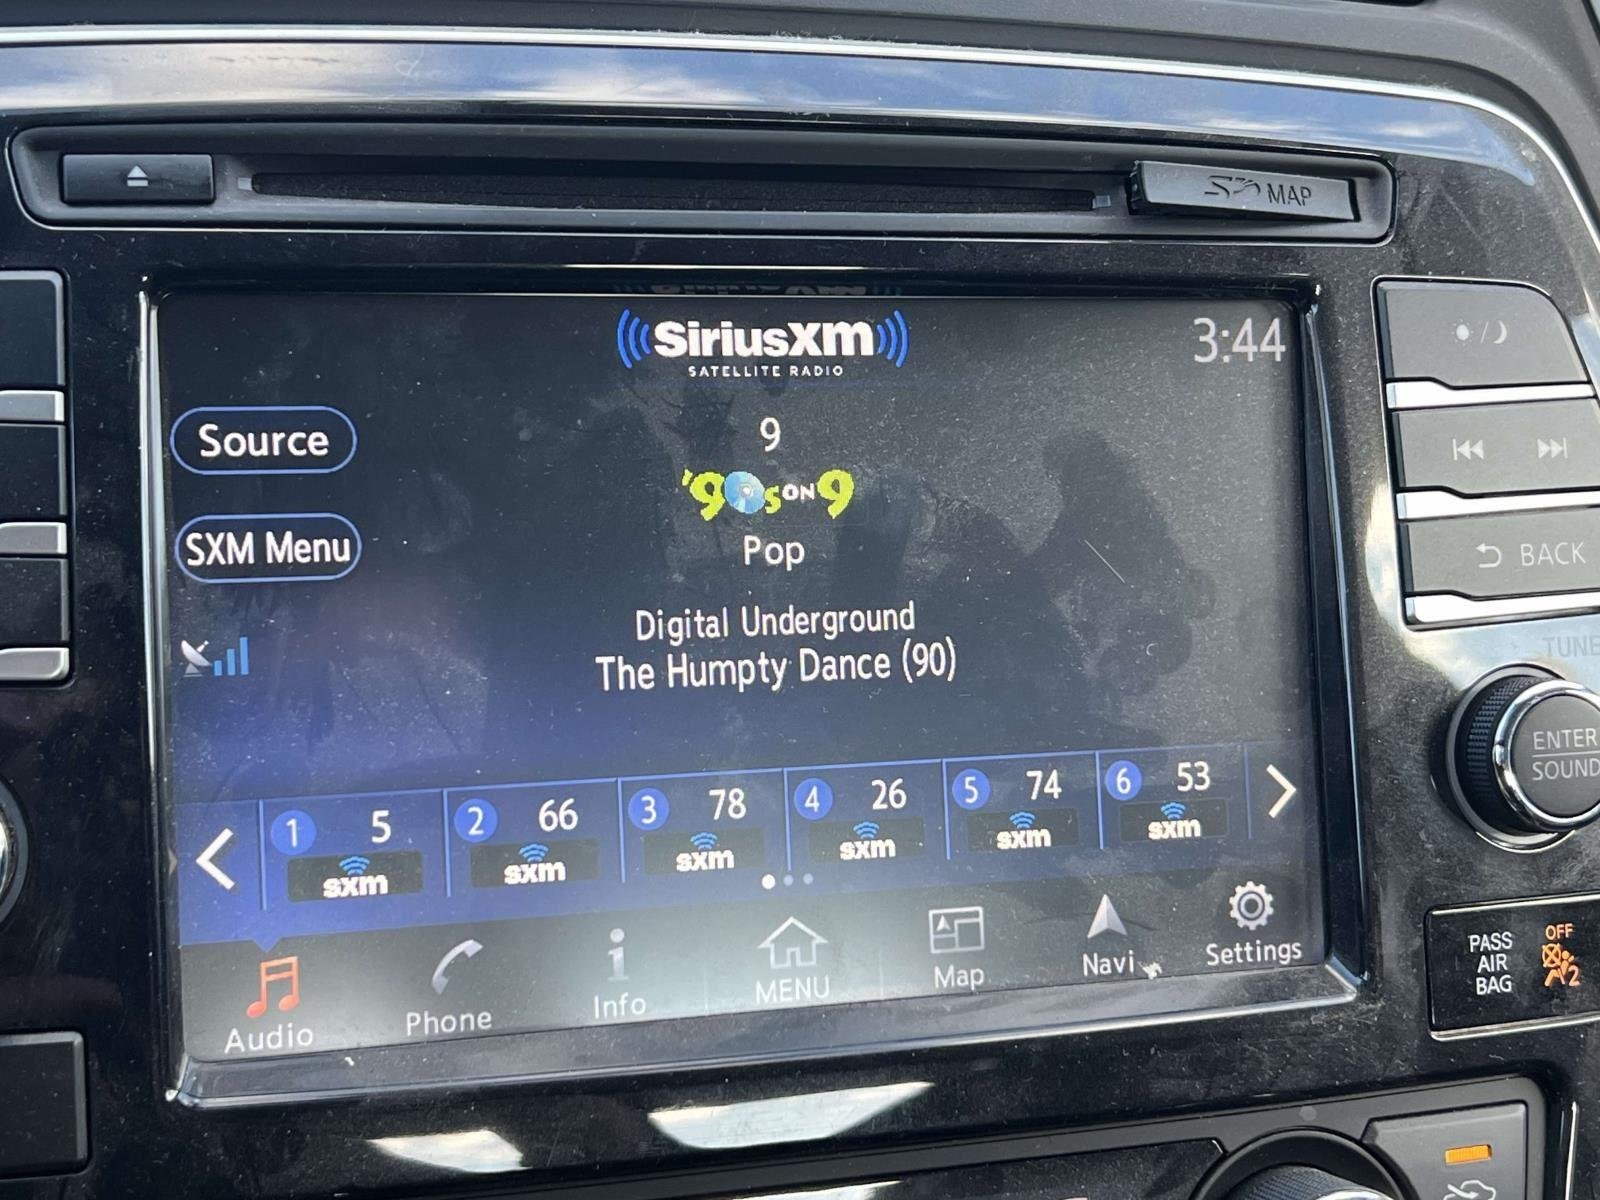 MAP
SiriusXM
SATELLITE RADIO
3:44
Source
9
'90s ON 9
SXM Menu
Pop
BACK
Digital Underground
The Humpty Dance (90)
TUNE
ENTER
SOUND
1 5
sxm
2 66
sxm
3 78
sxm
4 26
sxm
5 74
sxm
6 53
sxm
Audio
Phone
Info
MENU
Map
Navi
Settings
PASS
AIR
BAG
OFF
2